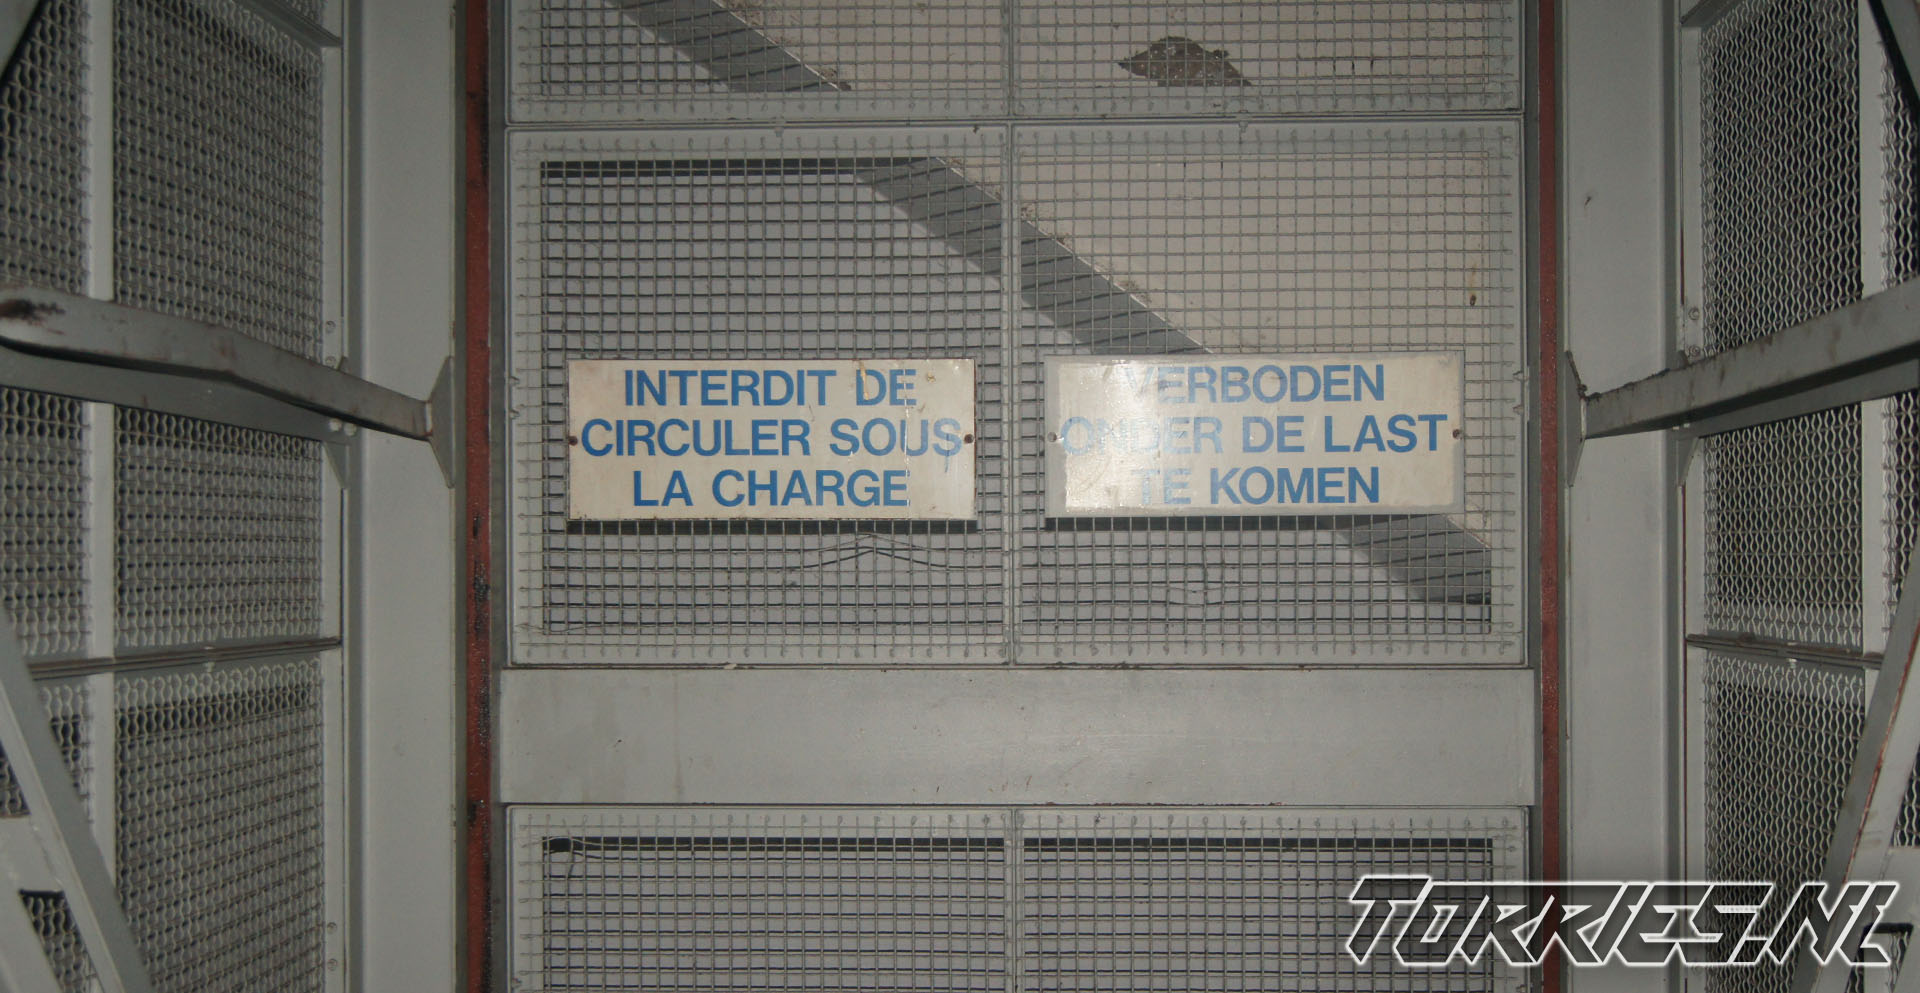 INTERDIT DE
CIRCULER SOUS
LA CHARGE
VERBODEN
ONDER DE LAST
TE KOMEN
TORRIES.NL